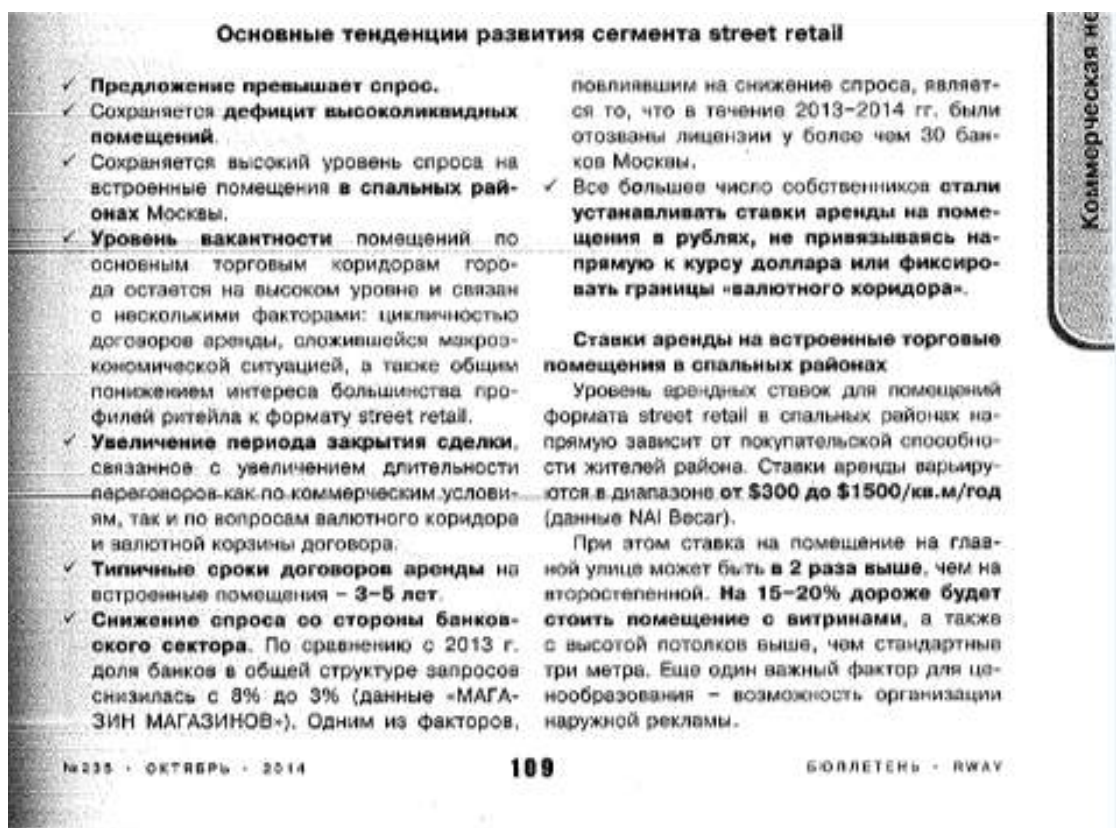 Основные тенденции развития сегмента street retail
✓ Предложение превышает спрос.
✓ Сохраняется дефицит высоколиквидных
помещений.
✓ Сохраняется высокий уровень спроса на
встроенные помещения в спальных рай-
онах Москвы.
✓ Уровень вакантности помещений по
основным торговым коридорам горо-
да остается на высоком уровне и связан
с несколькими факторами: цикличностью
договоров аренды, сложившейся макроэ-
кономической ситуацией, а также общим
понижением интереса большинства про-
филей ритейла к формату street retail.
✓ Увеличение периода закрытия сделки,
связанное с увеличением длительности
переговоров как по коммерческим услови-
ям, так и по вопросам валютного коридора
и валютной корзины договора.
✓ Типичные сроки договоров аренды на
встроенные помещения – 3–5 лет.
✓ Снижение спроса со стороны банков-
ского сектора. По сравнению с 2013 г.
доля банков в общей структуре запросов
снизилась с 8% до 3% (данные «МАГА-
ЗИН МАГАЗИНОВ»). Одним из факторов,
повлиявшим на снижение спроса, являет-
ся то, что в течение 2013–2014 гг. были
отозваны лицензии у более чем 30 бан-
ков Москвы.
✓ Все большее число собственников стали
устанавливать ставки аренды на поме-
щения в рублях, не привязываясь на-
прямую к курсу доллара или фиксиро-
вать границы «валютного коридора».
Ставки аренды на встроенные торговые
помещения в спальных районах
Уровень арендных ставок для помещений
формата street retail в спальных районах на-
прямую зависит от покупательской способно-
сти жителей района. Ставки аренды варьиру-
ются в диапазоне от $300 до $1500/кв.м/год
(данные NAI Becar).
При этом ставка на помещение на глав-
ной улице может быть в 2 раза выше, чем на
второстепенной. На 15–20% дороже будет
стоить помещение с витринами, а также
с высотой потолков выше, чем стандартные
три метра. Еще один важный фактор для це-
нообразования – возможность организации
наружной рекламы.
Коммерческая не
№235 · ОКТЯБРЬ · 2014
109
БЮЛЛЕТЕНЬ · RWAY